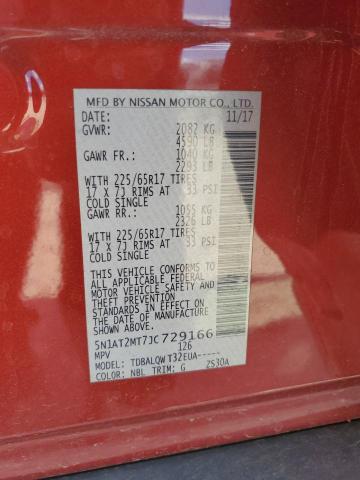 MFD BY NISSAN MOTOR CO., LTD.
DATE: 11/17
GVWR: 2082 KG
4590 LB
GAWR FR.: 1040 KG
2293 LB
WITH 225/65R17 TIRES
17 X 7J RIMS AT 33 PSI
COLD SINGLE
GAWR RR.: 1055 KG
2326 LB
WITH 225/65R17 TIRES
17 X 7J RIMS AT 33 PSI
COLD SINGLE
THIS VEHICLE CONFORMS TO
ALL APPLICABLE FEDERAL
MOTOR VEHICLE SAFETY AND
THEFT PREVENTION
STANDARDS IN EFFECT ON
THE DATE OF MANUFACTURE
SHOWN ABOVE.
5N1AT2MT7JC729166
MPV 126
MODEL: TDBALQWT32EUA-----
COLOR: NBL TRIM: G 2S30A